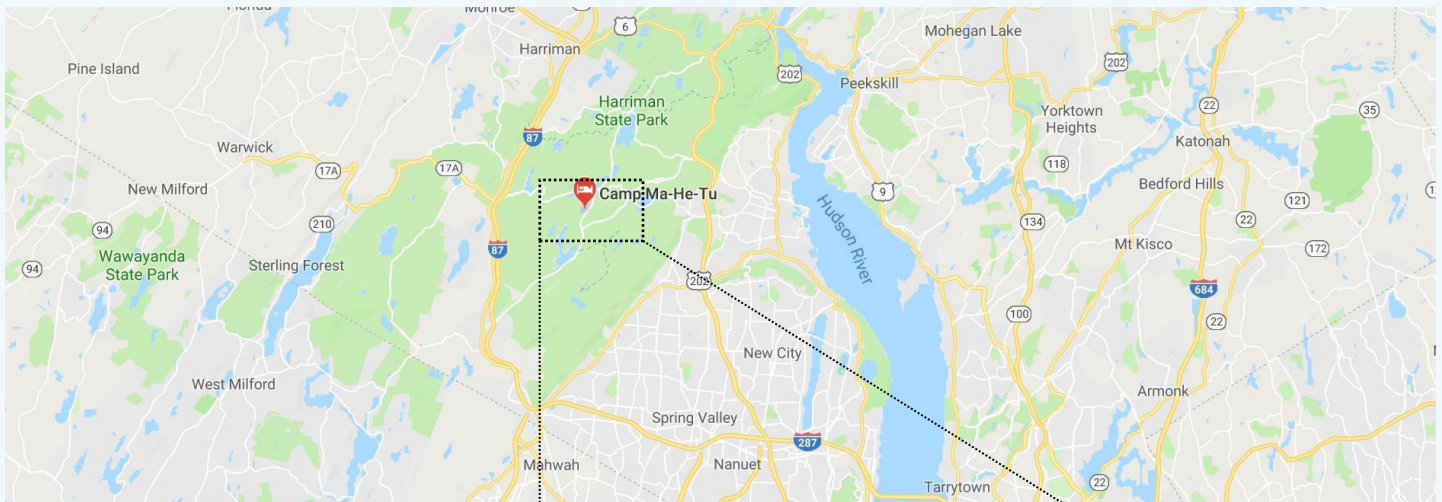 Florida
Monroe
6
Mohegan Lake
Harriman
202
Pine Island
202
Peekskill
Harriman
State Park
22
35
Yorktown
Heights
87
Katonah
Warwick
17A
17A
118
New Milford
Camp Ma-He-Tu
9
Bedford Hills
121
210
94
134
22
Hudson River
Mt Kisco
172
87
Wawayanda
State Park
Sterling Forest
94
202
684
100
22
New City
West Milford
Armonk
Spring Valley
287
Mahwah
Nanuet
22
Tarrytown